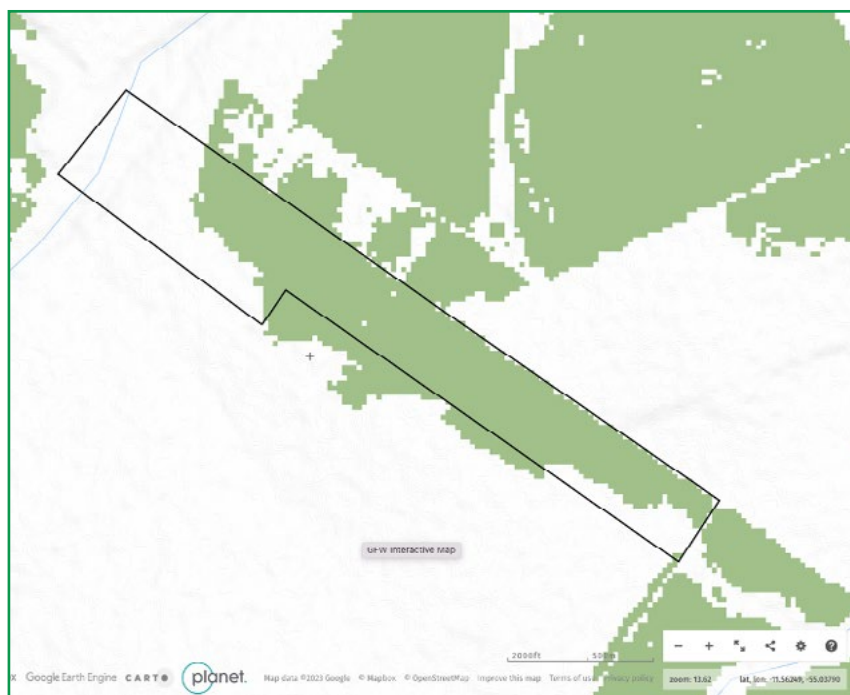 GFW Interactive Map
2000ft 500m
Google Earth Engine CARTO planet. Map data ©2023 Google © Mapbox © OpenStreetMap Improve this map Terms of use Privacy policy
zoom: 13.62 lat, lon: -11.56249, -55.03790